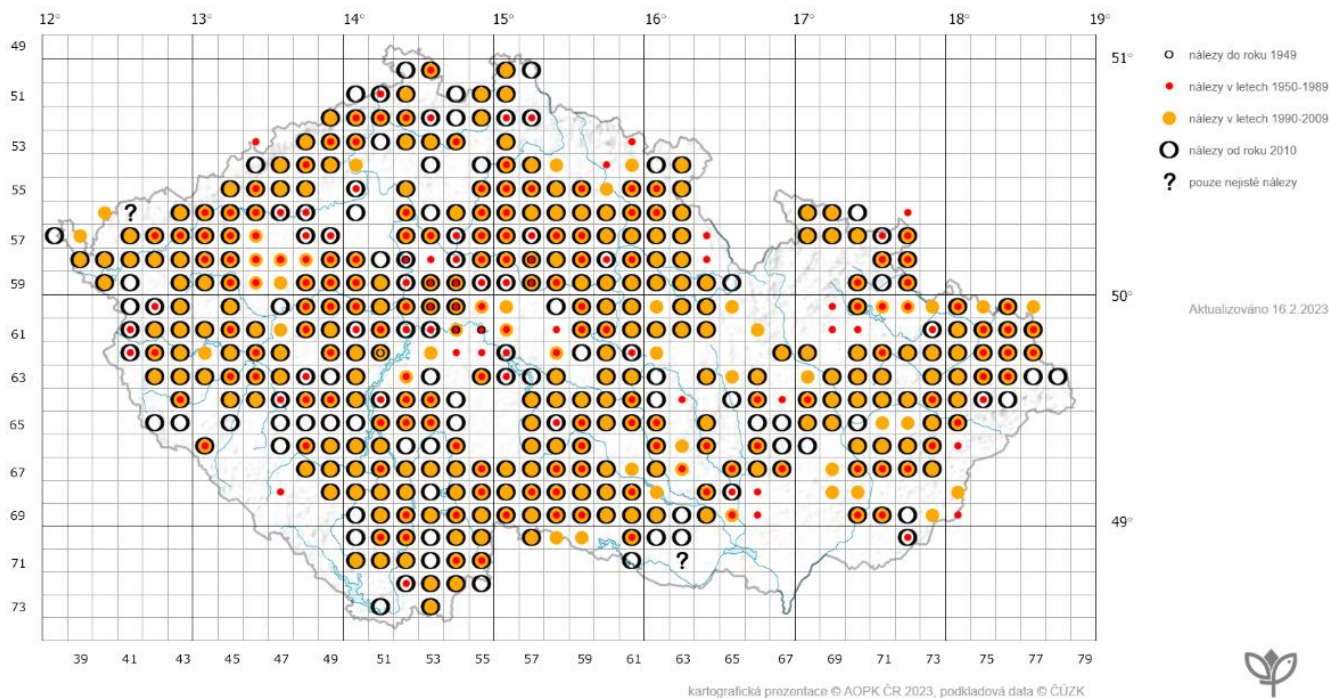 12° 13° 14° 15° 16° 17° 18° 19°
49
51°
51
53
55
57
59
50°
61
63
65
67
69
49°
71
73
39 41 43 45 47 49 51 53 55 57 59 61 63 65 67 69 71 73 75 77 79
? ?
nálezy do roku 1949
nálezy v letech 1950-1989
nálezy v letech 1990-2009
nálezy od roku 2010
? pouze nejisté nálezy
Aktualizováno 16.2.2023
kartografická prezentace © AOPK ČR 2023, podkladová data © ČÚZK